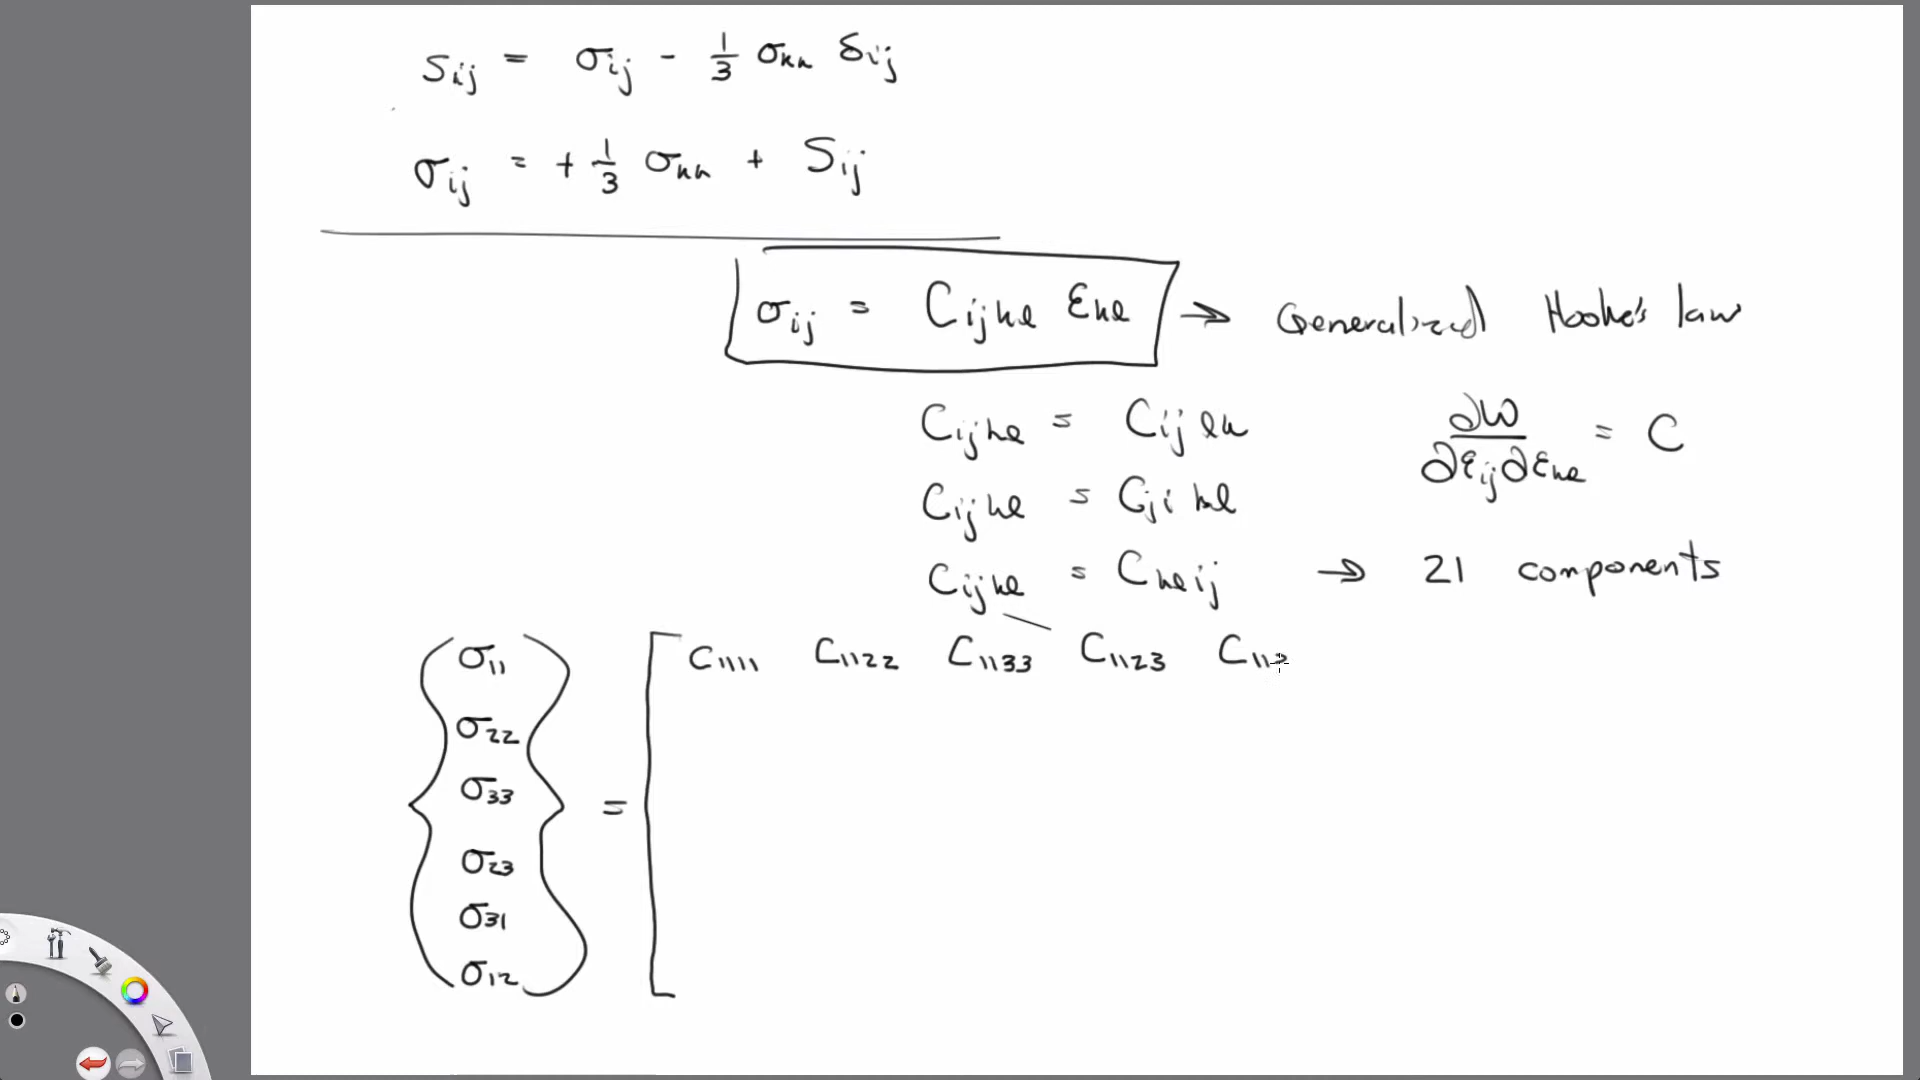 Sij = σij - 1/3 σkk δij
σij = + 1/3 σkk + Sij
σij = Cijkl εkl → Generalized Hooke's law
Cijkl = Cijlk
∂W/∂εij∂εkl = C
Cijkl = Cjikl
Cijkl = Cklij → 21 components
σ11 C1111 C1122 C1133 C1123 C11
σ22
σ33
=
σ23
σ31
σ12